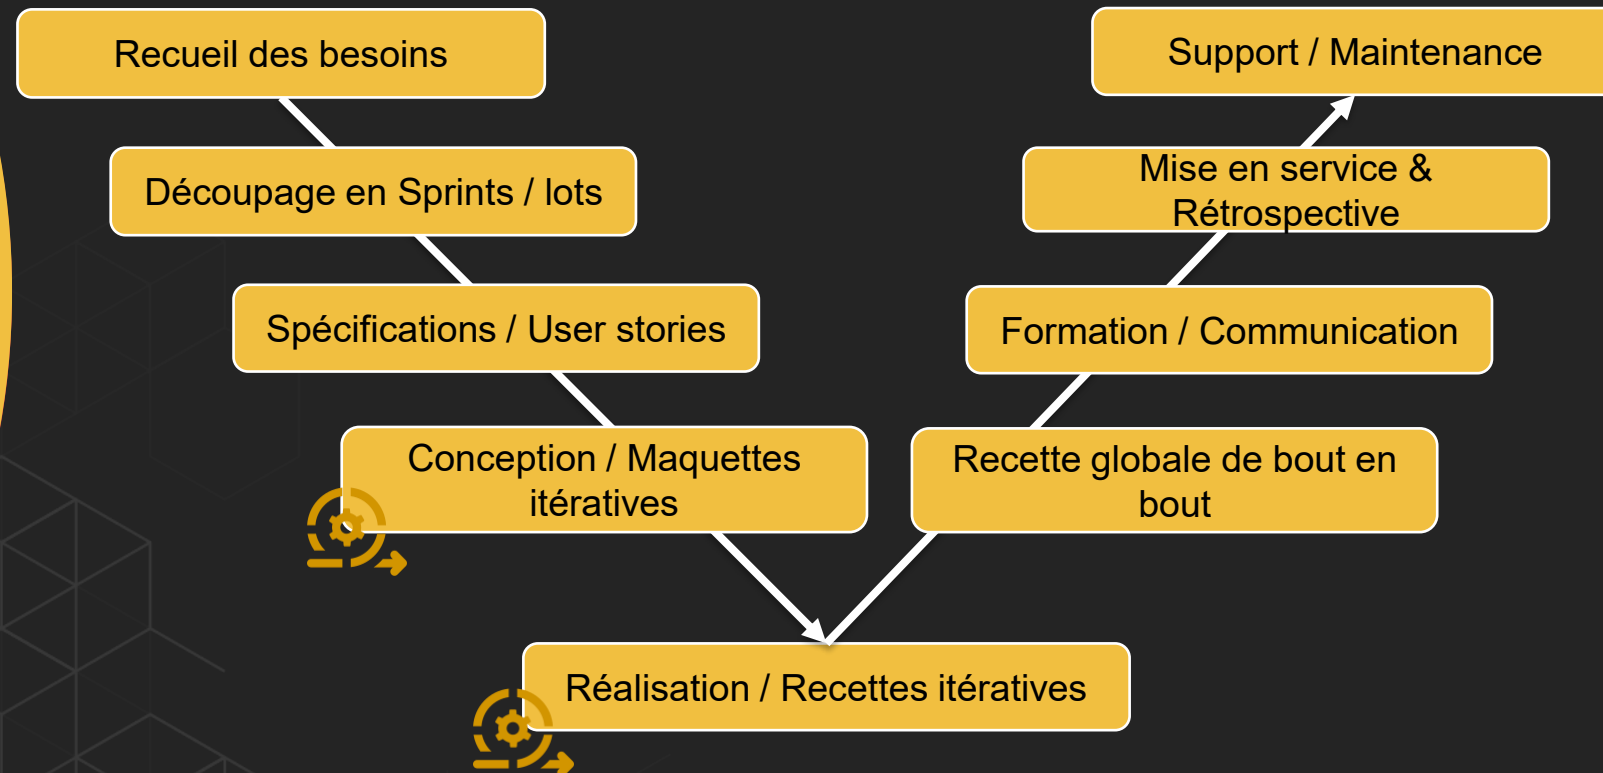 Recueil des besoins
Découpage en Sprints / lots
Spécifications / User stories
Conception / Maquettes
itératives
Réalisation / Recettes itératives
Recette globale de bout en
bout
Formation / Communication
Mise en service &
Rétrospective
Support / Maintenance